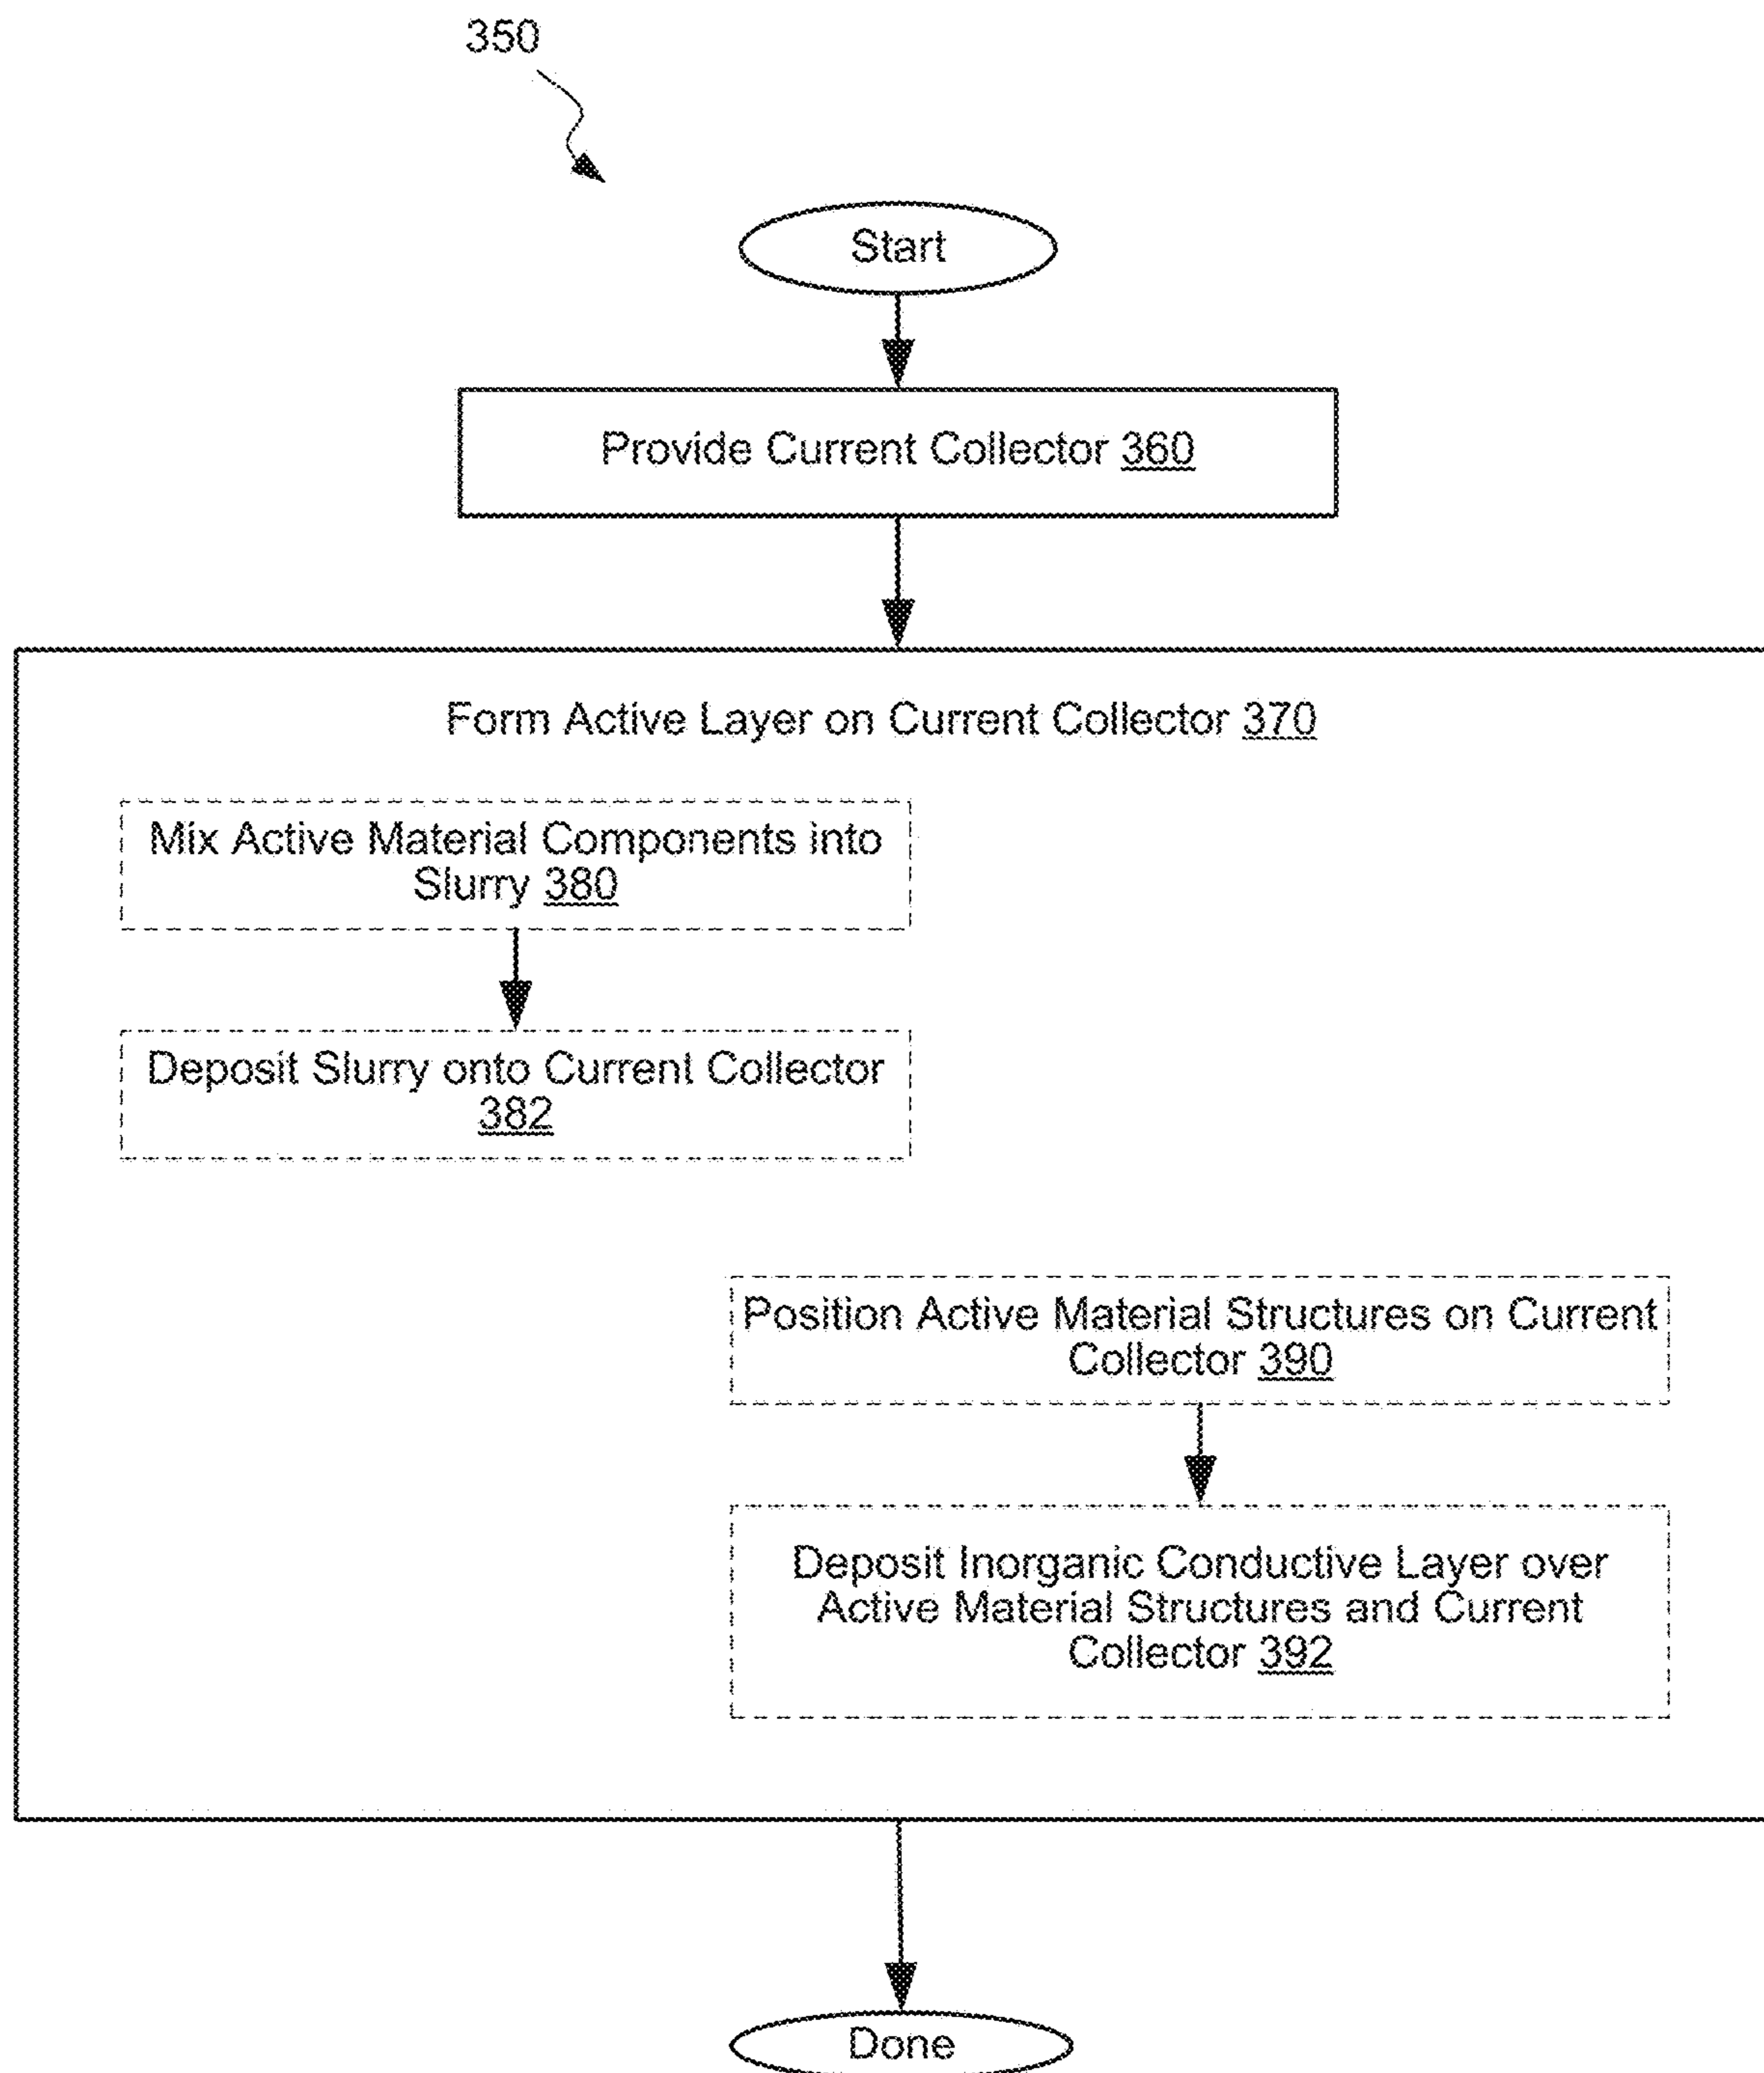 350
Start
Provide Current Collector 360
Form Active Layer on Current Collector 370
Mix Active Material Components into
Slurry 380
Deposit Slurry onto Current Collector
382
Position Active Material Structures on Current
Collector 390
Deposit Inorganic Conductive Layer over
Active Material Structures and Current
Collector 392
Done